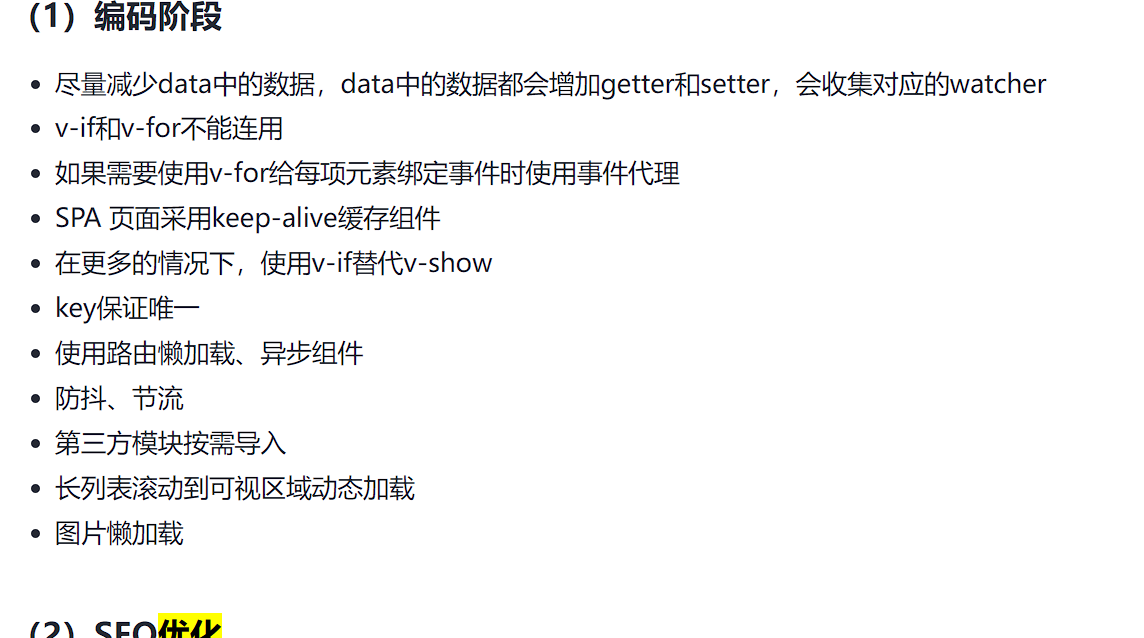 （1）编码阶段
尽量减少data中的数据，data中的数据都会增加getter和setter，会收集对应的watcher
v-if和v-for不能连用
如果需要使用v-for给每项元素绑定事件时使用事件代理
SPA 页面采用keep-alive缓存组件
在更多的情况下，使用v-if替代v-show
key保证唯一
使用路由懒加载、异步组件
防抖、节流
第三方模块按需导入
长列表滚动到可视区域动态加载
图片懒加载
（2）SEO优化